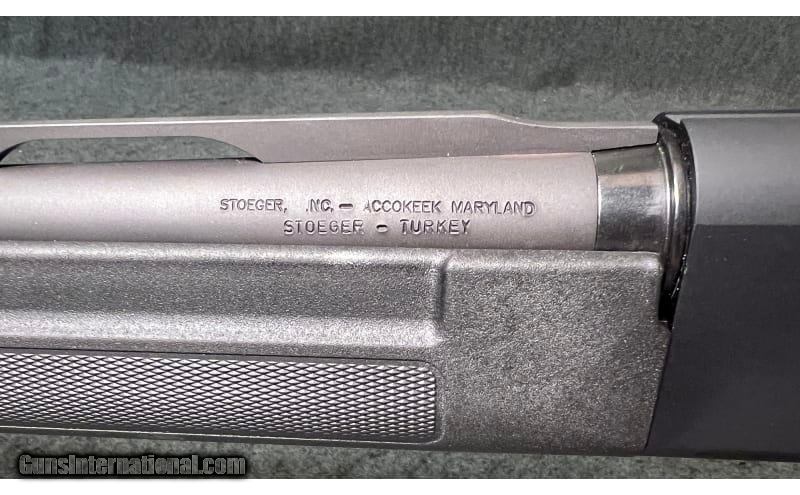 STOEGER, INC. - ACCOKEEK MARYLAND
STOEGER - TURKEY
GunsInternational.com